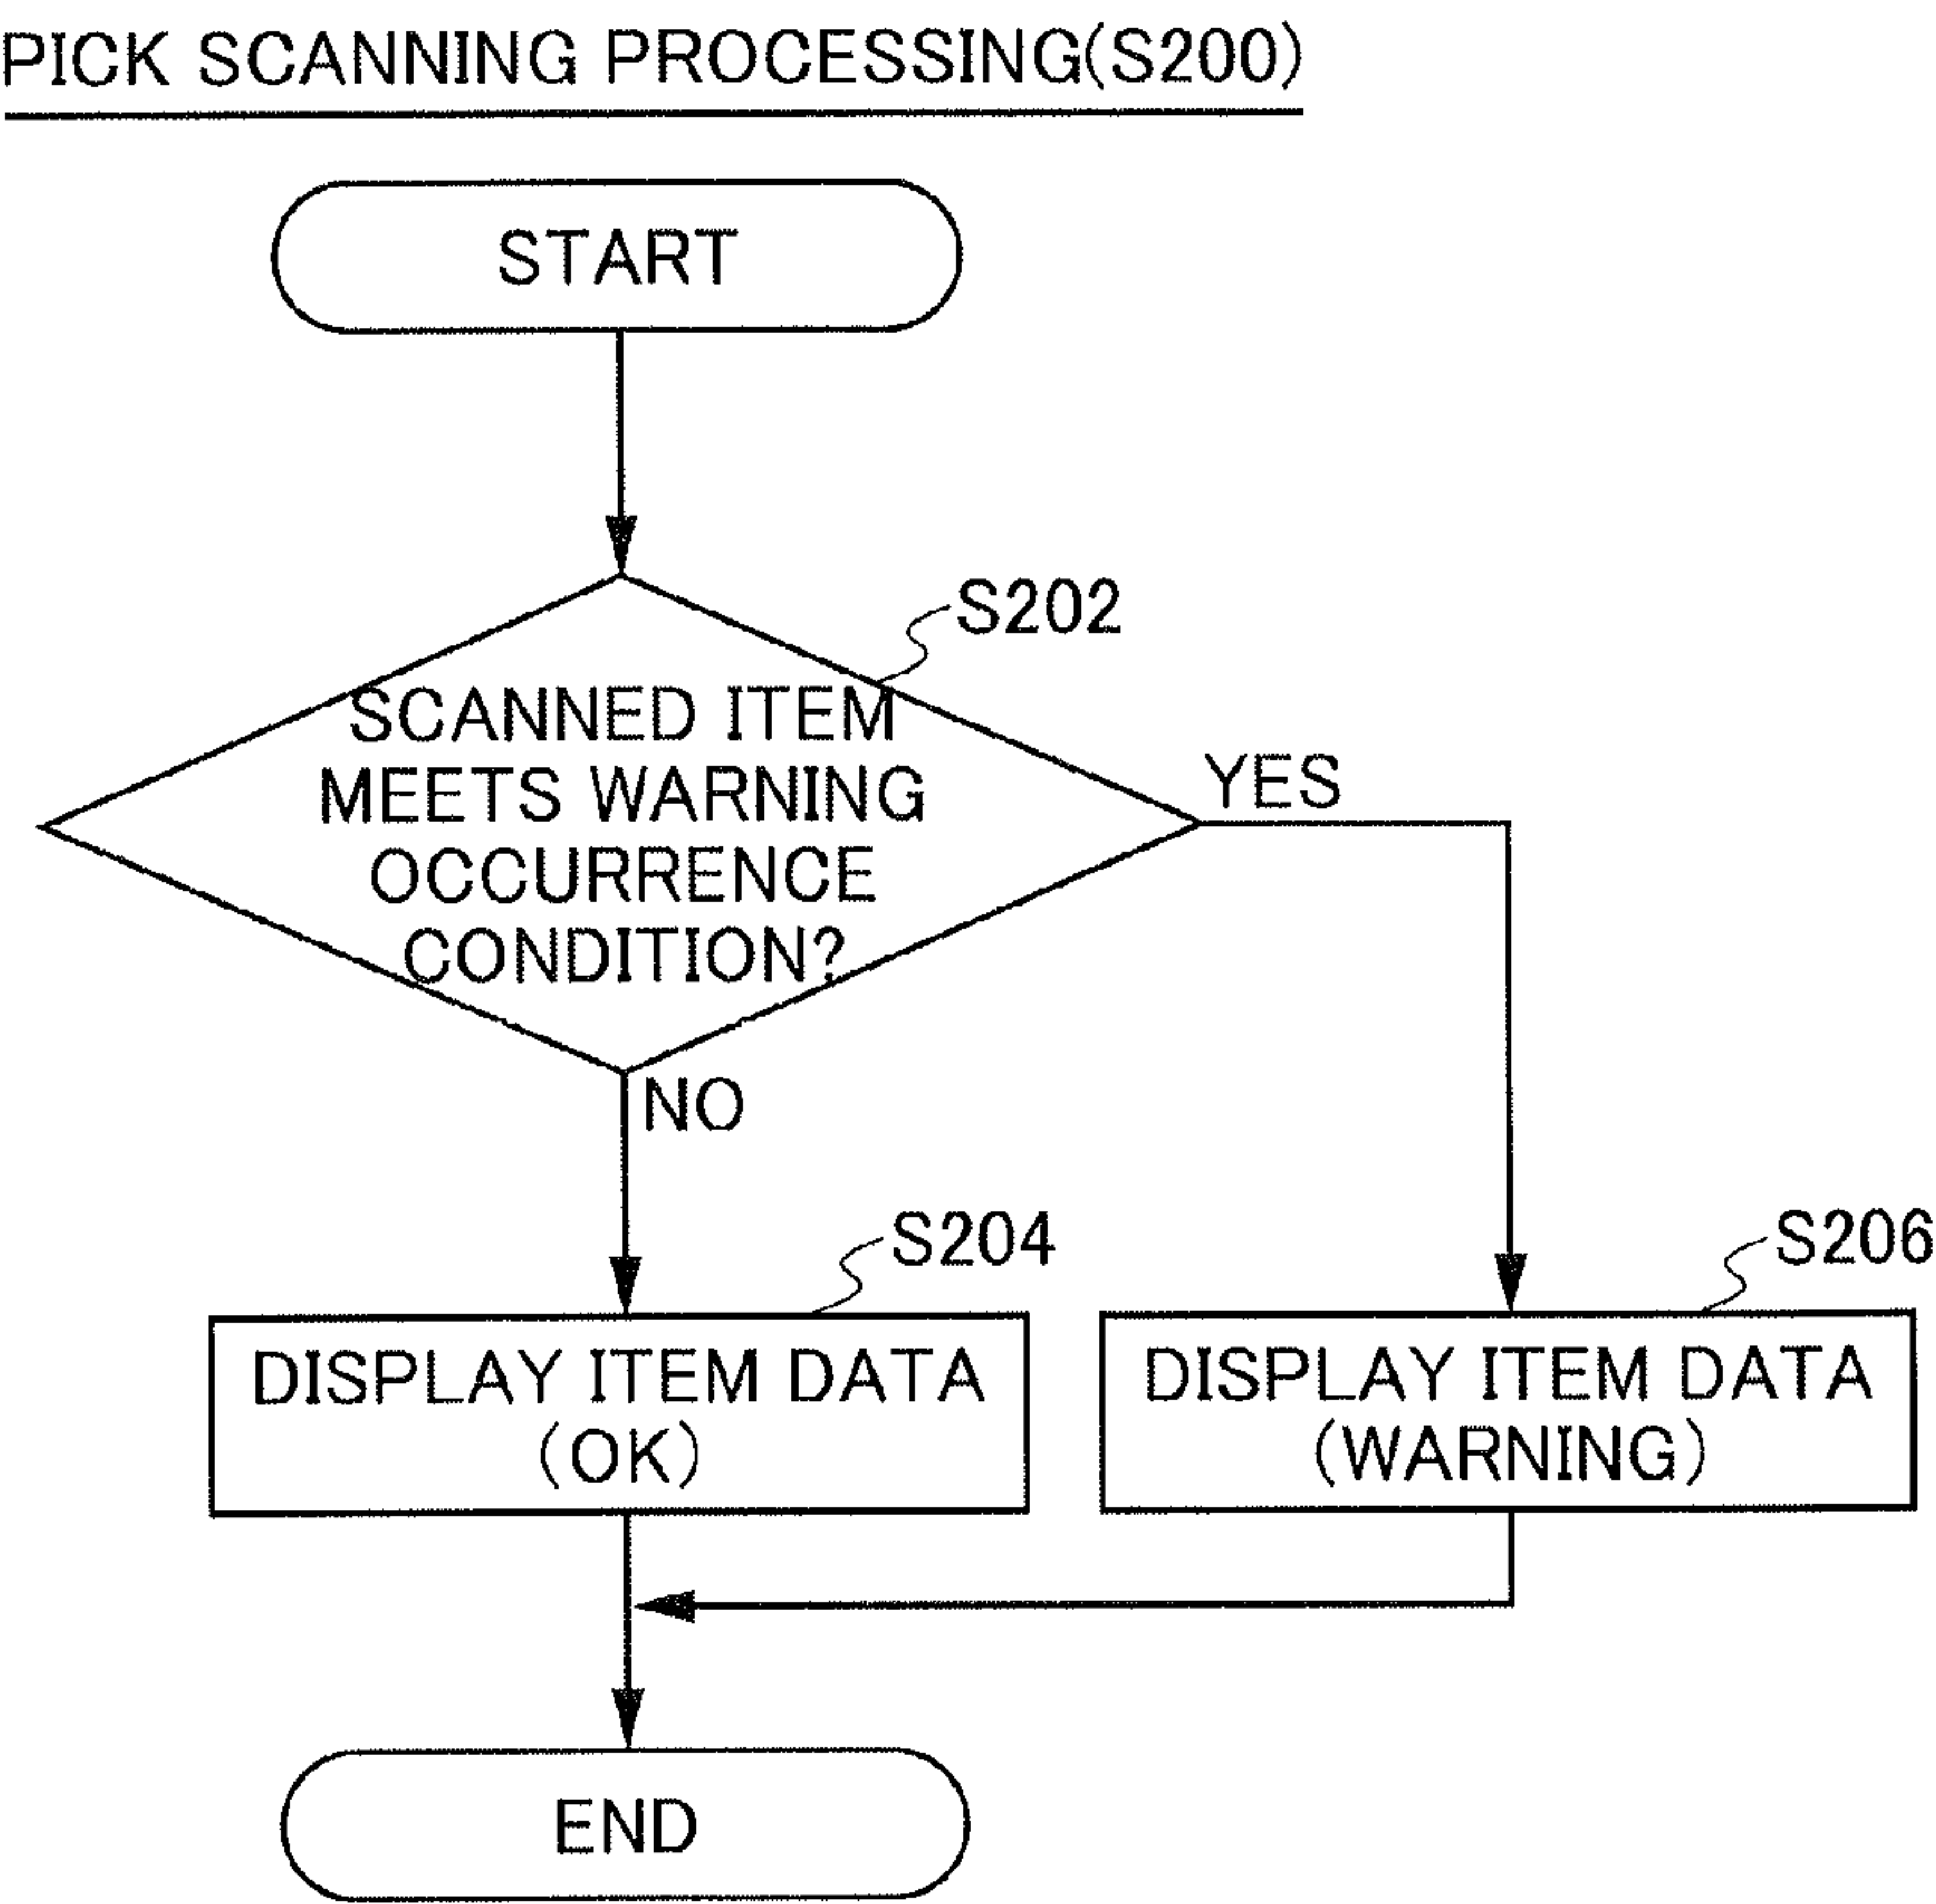 PICK SCANNING PROCESSING(S200)
START
S202
SCANNED ITEM
MEETS WARNING
OCCURRENCE
CONDITION?
YES
NO
S204
DISPLAY ITEM DATA
(OK)
S206
DISPLAY ITEM DATA
(WARNING)
END